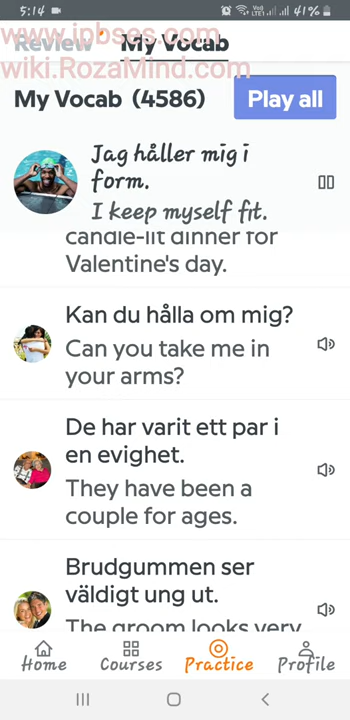 5:14
41%
www.ipbses.com
Review My Vocab
wiki.RozaMind.com
My Vocab (4586)
Play all
Jag håller mig i
form.
I keep myself fit.
candle-lit dinner for
Valentine's day.
Kan du hålla om mig?
Can you take me in
your arms?
De har varit ett par i
en evighet.
They have been a
couple for ages.
Brudgummen ser
väldigt ung ut.
The groom looks very
Home Courses Practice Profile